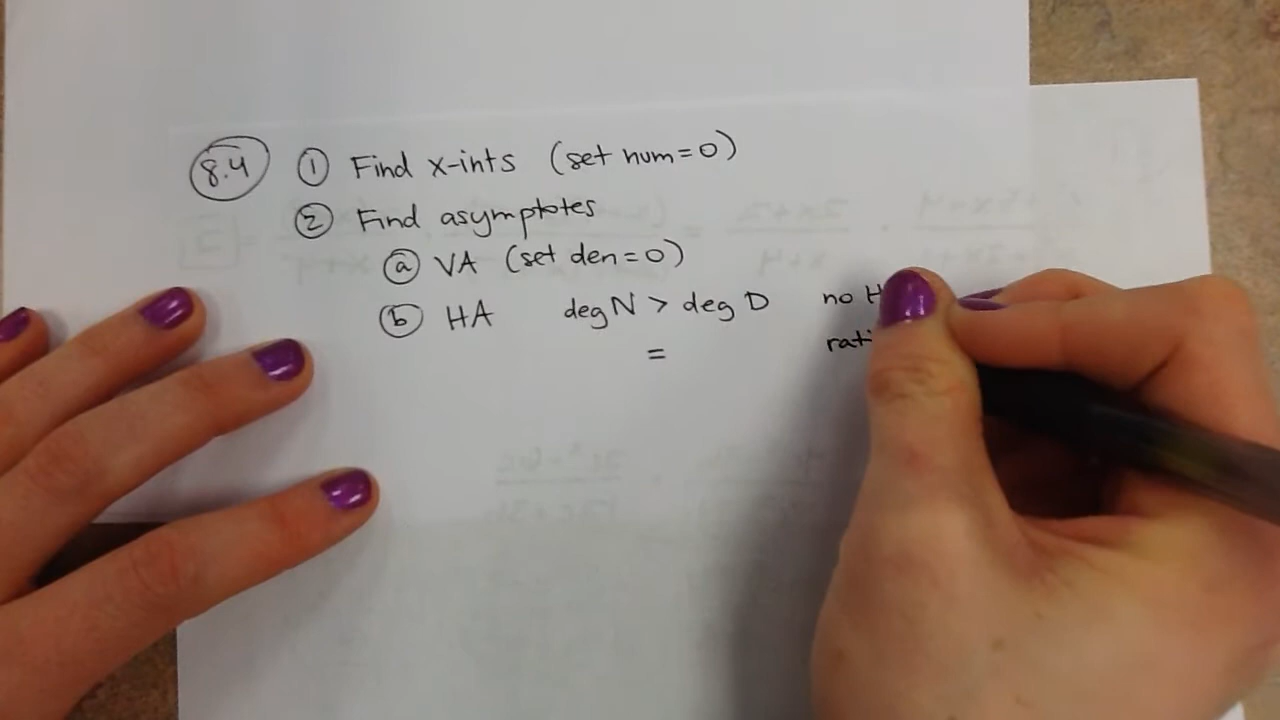 8.4 ① Find x-ints (set num=0)
② Find asymptotes
ⓐ VA (set den=0)
ⓑ HA deg N > deg D no H
= rati